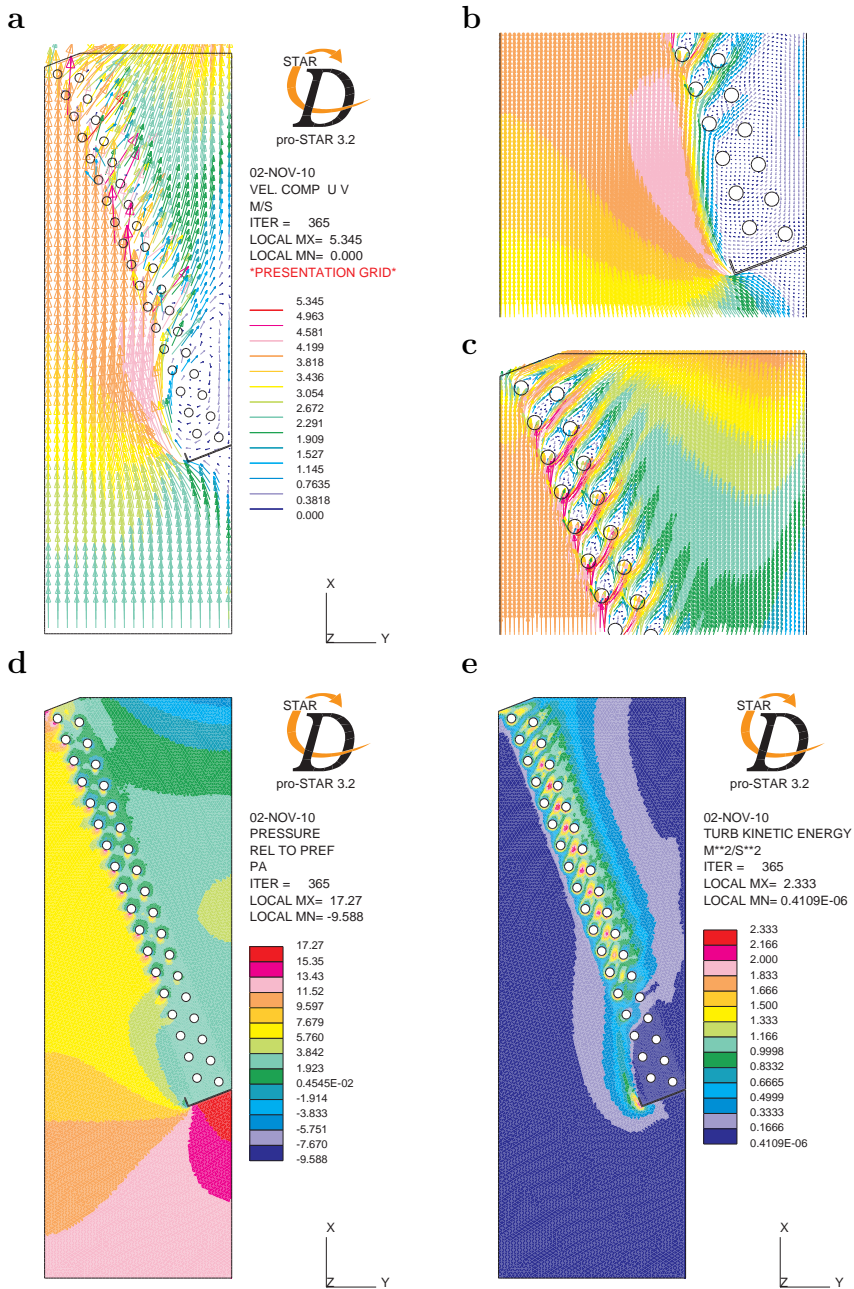 a
STAR
D
pro-STAR 3.2
02-NOV-10
VEL. COMP U V
M/S
ITER = 365
LOCAL MX= 5.345
LOCAL MN= 0.000
*PRESENTATION GRID*
5.345
4.963
4.581
4.199
3.818
3.436
3.054
2.672
2.291
1.909
1.527
1.145
0.7635
0.3818
0.000
X
Z
Y
b
c
d
STAR
D
pro-STAR 3.2
02-NOV-10
PRESSURE
REL TO PREF
PA
ITER = 365
LOCAL MX= 17.27
LOCAL MN= -9.588
17.27
15.35
13.43
11.52
9.597
7.679
5.760
3.842
1.923
0.4545E-02
-1.914
-3.833
-5.751
-7.670
-9.588
X
Z
Y
e
STAR
D
pro-STAR 3.2
02-NOV-10
TURB KINETIC ENERGY
M**2/S**2
ITER = 365
LOCAL MX= 2.333
LOCAL MN= 0.4109E-06
2.333
2.166
2.000
1.833
1.666
1.500
1.333
1.166
0.9998
0.8332
0.6665
0.4999
0.3333
0.1666
0.4109E-06
X
Z
Y